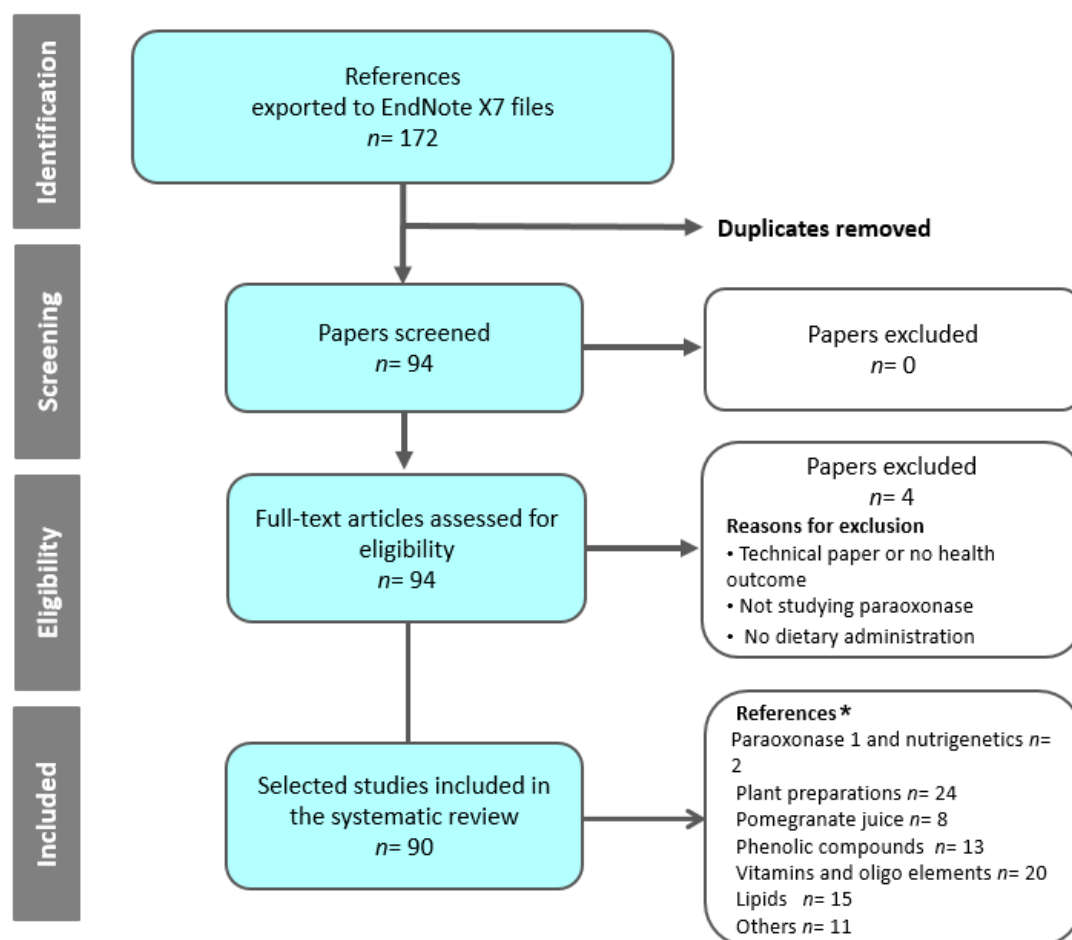 Identification
References
exported to EndNote X7 files
n= 172
Duplicates removed
Screening
Papers screened
n= 94
Papers excluded
n= 0
Eligibility
Full-text articles assessed for
eligibility
n= 94
Papers excluded
n= 4
Reasons for exclusion
• Technical paper or no health
outcome
• Not studying paraoxonase
• No dietary administration
Included
Selected studies included in
the systematic review
n= 90
References*
Paraoxonase 1 and nutrigenetics n=
2
Plant preparations n= 24
Pomegranate juice n= 8
Phenolic compounds n= 13
Vitamins and oligo elements n= 20
Lipids n= 15
Others n= 11